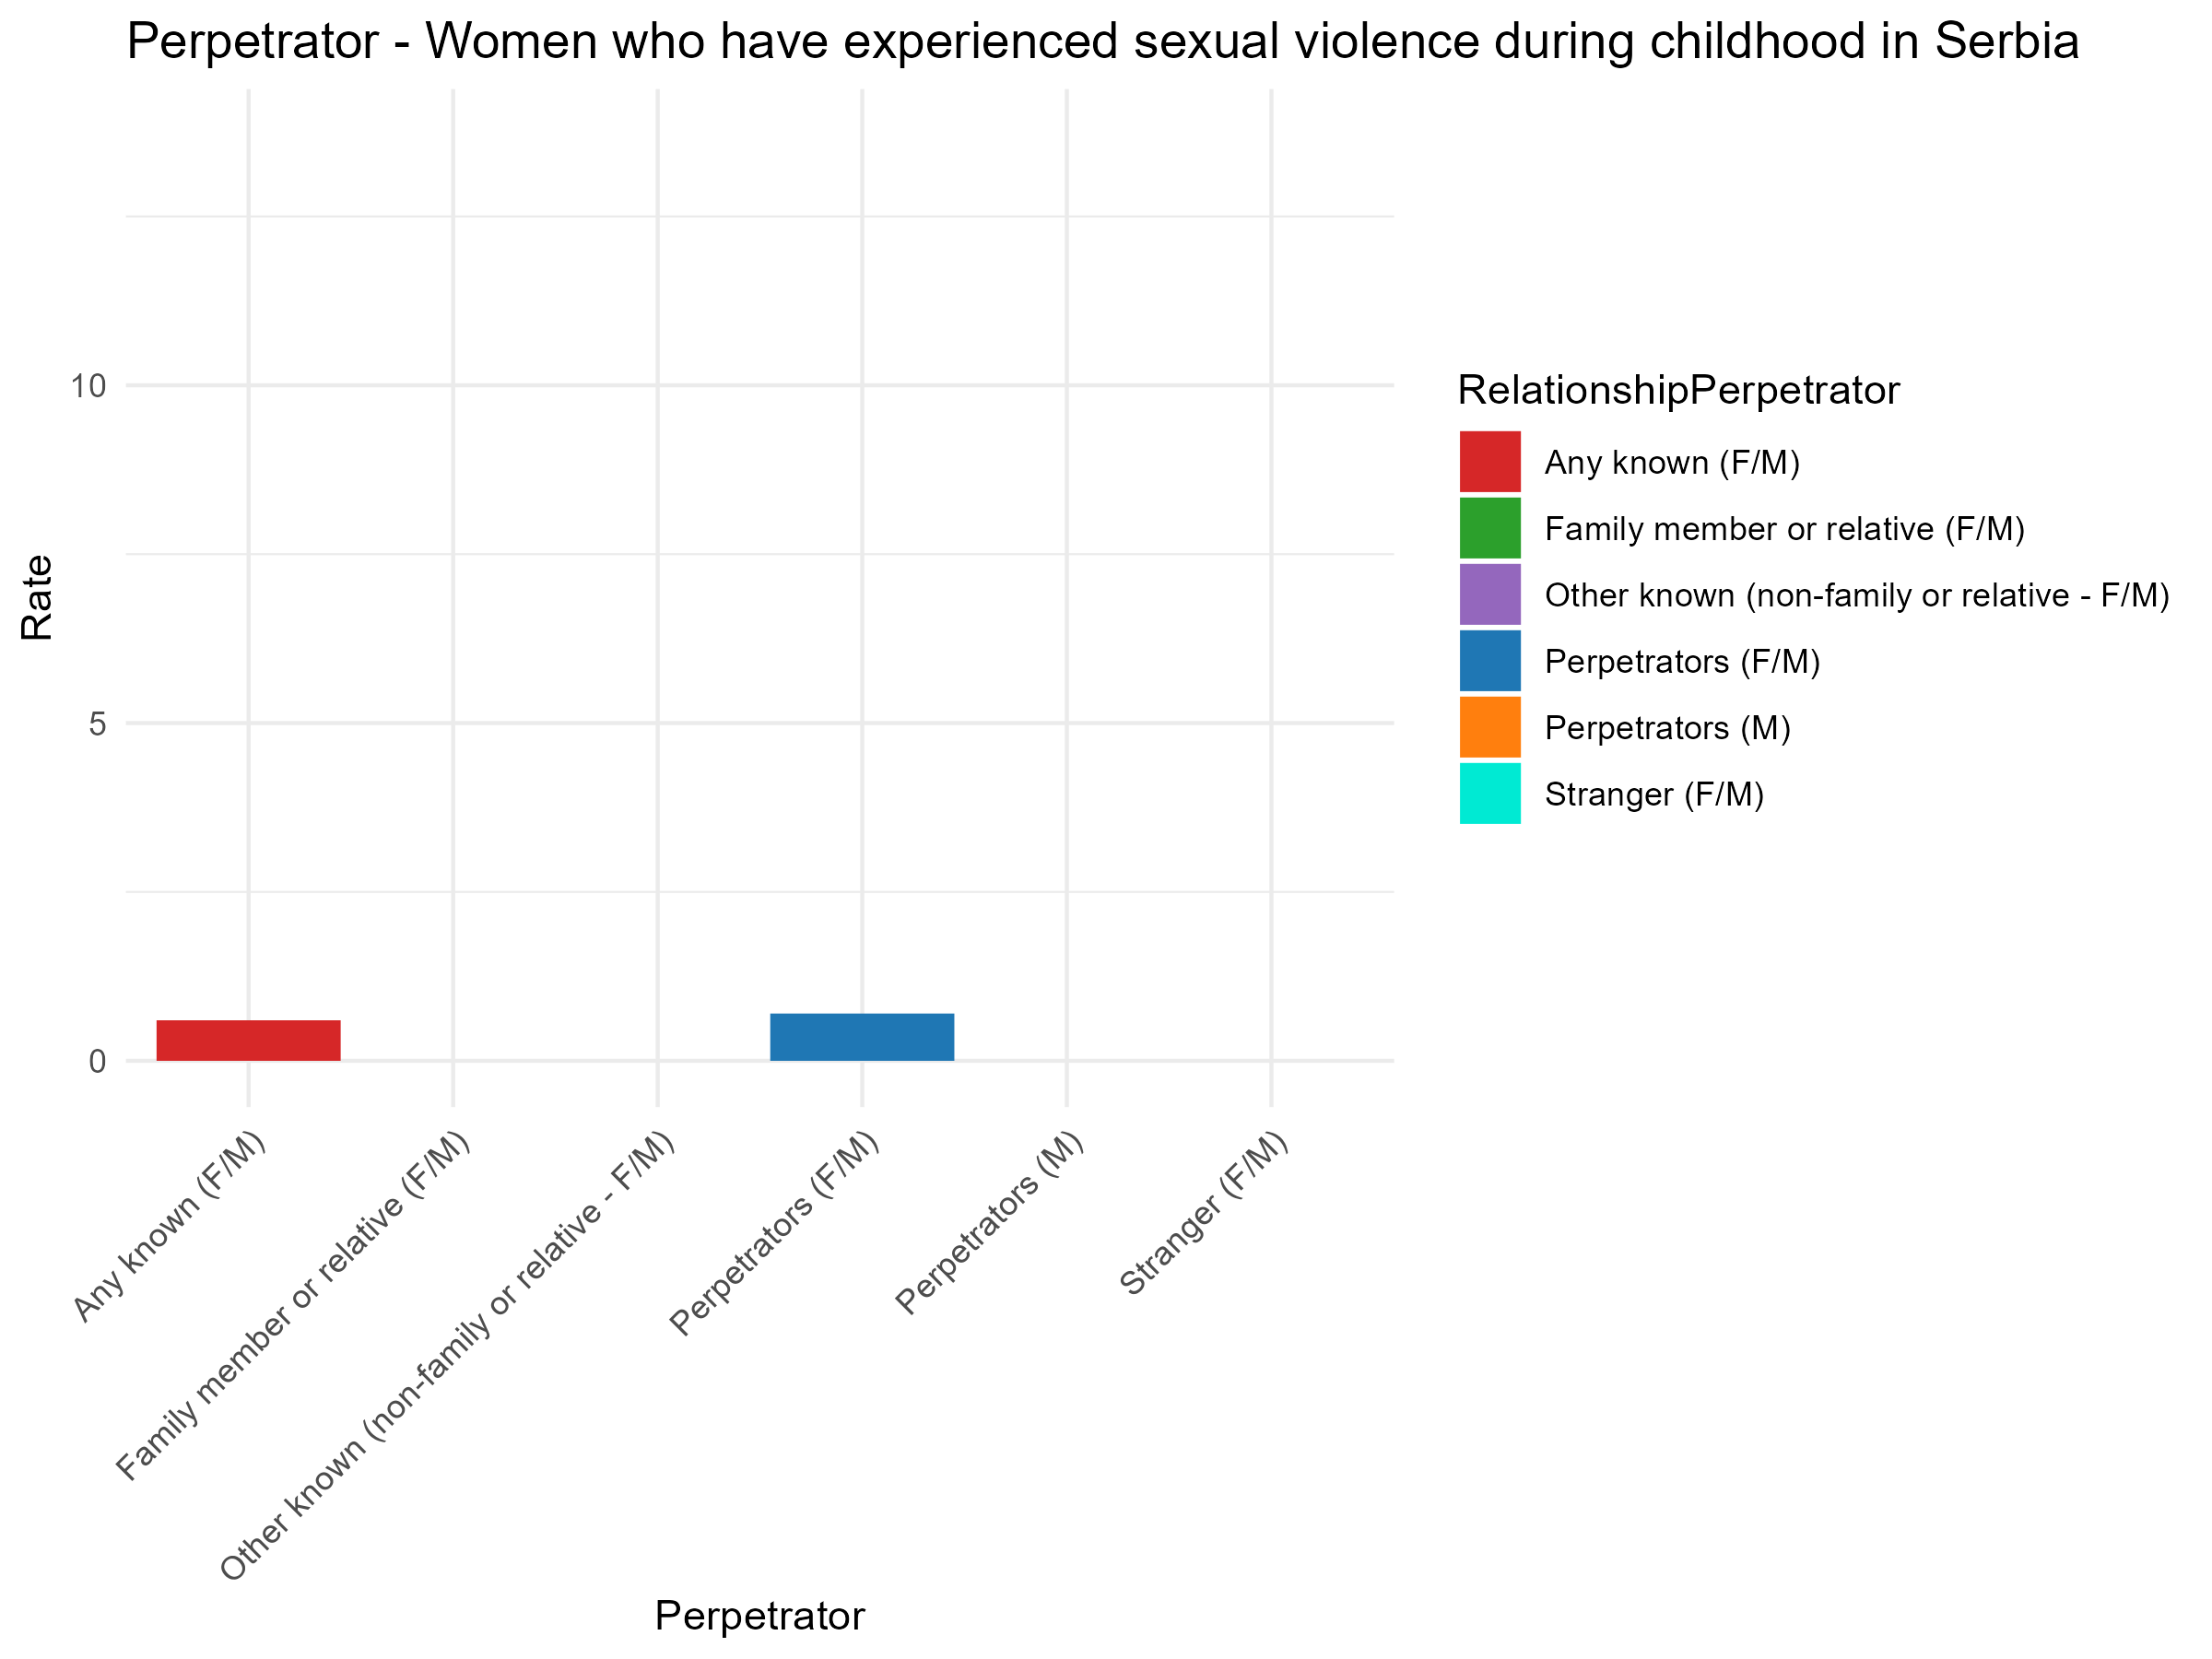 Perpetrator - Women who have experienced sexual violence during childhood in Serbia
Rate
10
5
0
Any known (F/M)
Family member or relative (F/M)
Other known (non-family or relative - F/M)
Perpetrators (F/M)
Perpetrators (M)
Stranger (F/M)
Perpetrator
RelationshipPerpetrator
Any known (F/M)
Family member or relative (F/M)
Other known (non-family or relative - F/M)
Perpetrators (F/M)
Perpetrators (M)
Stranger (F/M)